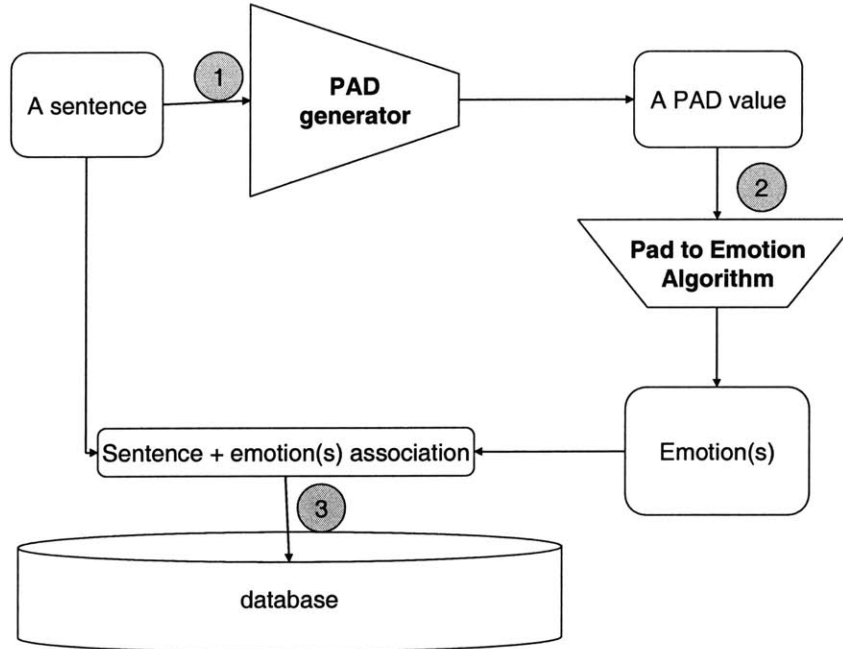 A sentence
1
PAD
generator
A PAD value
2
Pad to Emotion
Algorithm
Emotion(s)
Sentence + emotion(s) association
3
database